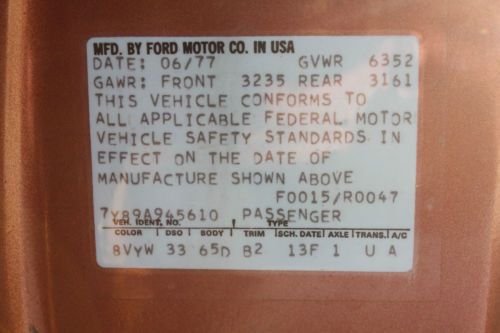 MFD. BY FORD MOTOR CO. IN USA
DATE: 06/77 GVWR 6352
GAWR: FRONT 3235 REAR 3161
THIS VEHICLE CONFORMS TO
ALL APPLICABLE FEDERAL MOTOR
VEHICLE SAFETY STANDARDS IN
EFFECT ON THE DATE OF
MANUFACTURE SHOWN ABOVE
F0015/R0047
7Y89A945610 PASSENGER
VEH. IDENT. NO. TYPE
COLOR DSO BODY TRIM SCH. DATE AXLE TRANS. A/C
8VYW 33 65D B2 13F 1 U A